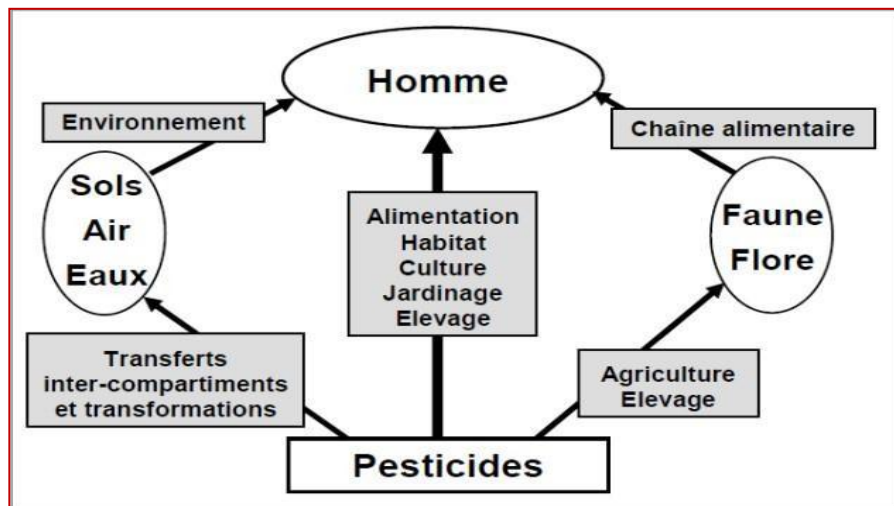 Homme
Environnement
Chaîne alimentaire
Sols
Air
Eaux
Alimentation
Habitat
Culture
Jardinage
Elevage
Faune
Flore
Transferts
inter-compartiments
et transformations
Agriculture
Elevage
Pesticides